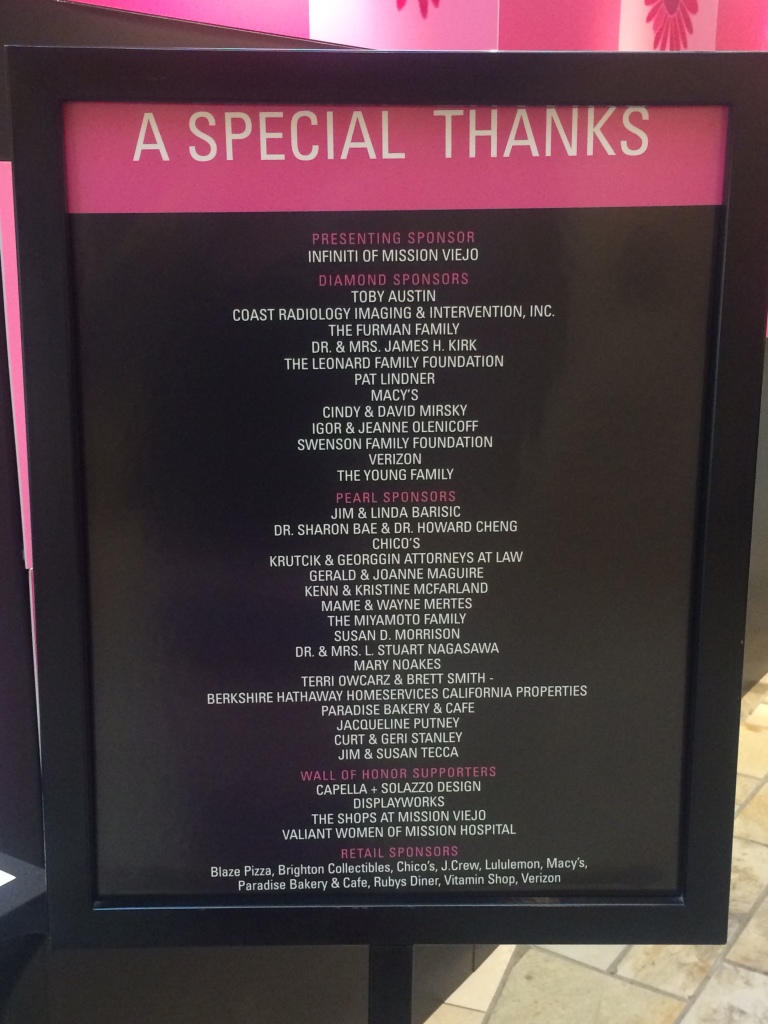 A SPECIAL THANKS
PRESENTING SPONSOR
INFINITI OF MISSION VIEJO
DIAMOND SPONSORS
TOBY AUSTIN
COAST RADIOLOGY IMAGING & INTERVENTION, INC.
THE FURMAN FAMILY
DR. & MRS. JAMES H. KIRK
THE LEONARD FAMILY FOUNDATION
PAT LINDNER
MACY'S
CINDY & DAVID MIRSKY
IGOR & JEANNE OLENICOFF
SWENSON FAMILY FOUNDATION
VERIZON
THE YOUNG FAMILY
PEARL SPONSORS
JIM & LINDA BARISIC
DR. SHARON BAE & DR. HOWARD CHENG
CHICO'S
KRUTCIK & GEORGGIN ATTORNEYS AT LAW
GERALD & JOANNE MAGUIRE
KENN & KRISTINE MCFARLAND
MAME & WAYNE MERTES
THE MIYAMOTO FAMILY
SUSAN D. MORRISON
DR. & MRS. L. STUART NAGASAWA
MARY NOAKES
TERRI OWCARZ & BRETT SMITH -
BERKSHIRE HATHAWAY HOMESERVICES CALIFORNIA PROPERTIES
PARADISE BAKERY & CAFE
JACQUELINE PUTNEY
CURT & GERI STANLEY
JIM & SUSAN TECCA
WALL OF HONOR SUPPORTERS
CAPELLA + SOLAZZO DESIGN
DISPLAYWORKS
THE SHOPS AT MISSION VIEJO
VALIANT WOMEN OF MISSION HOSPITAL
RETAIL SPONSORS
Blaze Pizza, Brighton Collectibles, Chico's, J.Crew, Lululemon, Macy's,
Paradise Bakery & Cafe, Rubys Diner, Vitamin Shop, Verizon